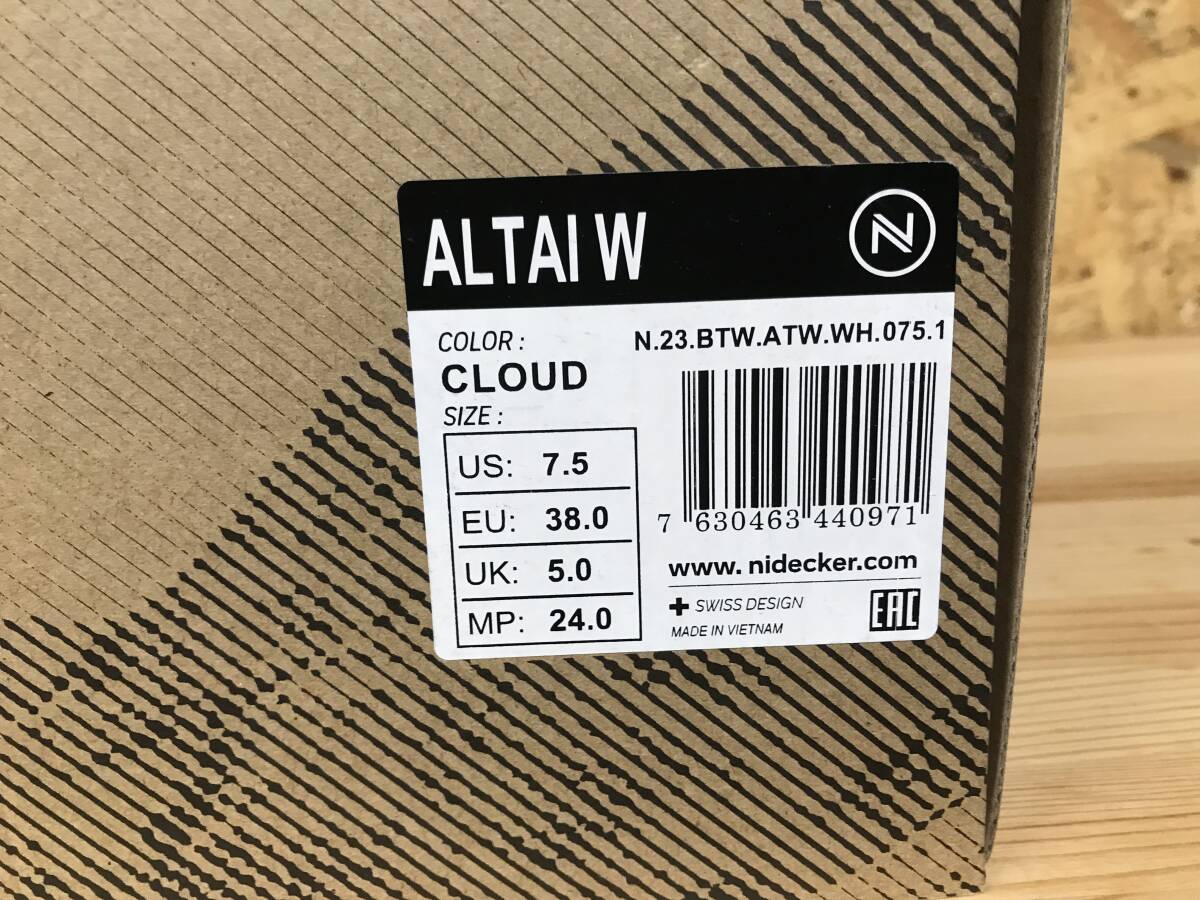 ALTAI W
N
COLOR :
CLOUD
SIZE :
US: 7.5
EU: 38.0
UK: 5.0
MP: 24.0
N.23.BTW.ATW.WH.075.1
7 630463 440971
www. nidecker.com
SWISS DESIGN
MADE IN VIETNAM
EAC